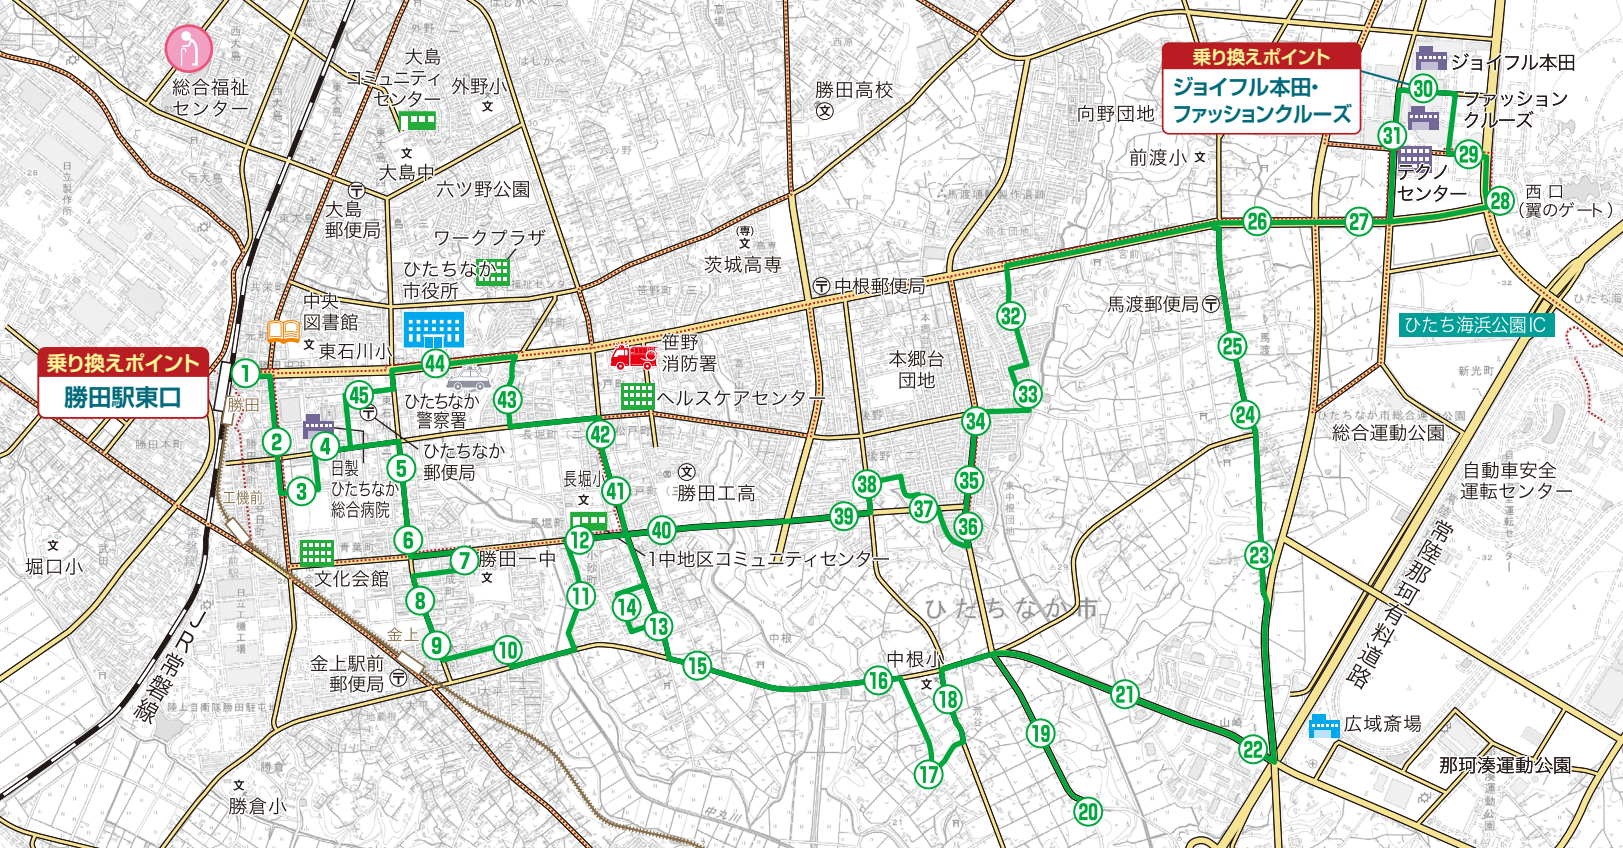 総合福祉
センター
大島
コミュニティ
センター
外野小
文
大島中
文
六ツ野公園
大島
郵便局
ワークプラザ
ひたちなか
市役所
中央
図書館
東石川小
文
勝田高校
文
(専)
文
茨城高専
中根郵便局
向野団地
前渡小
文
乗り換えポイント
ジョイフル本田・
ファッションクルーズ
ジョイフル本田
ファッション
クルーズ
テクノ
センター
西口
(翼のゲート)
馬渡郵便局
ひたち海浜公園IC
乗り換えポイント
勝田駅東口
勝田
笹野
消防署
ヘルスケアセンター
本郷台
団地
ひたちなか
警察署
ひたちなか
郵便局
日製
ひたちなか
総合病院
長堀小
文
文
勝田工高
総合運動公園
自動車安全
運転センター
常陸那珂有料道路
工機前
文
堀口小
文化会館
勝田一中
文
1中地区コミュニティセンター
ひたちなか市
金上
金上駅前
郵便局
JR常磐線
中根小
文
広域斎場
那珂湊運動公園
文
勝倉小
中丸川
1
2
3
4
5
6
7
8
9
10
11
12
13
14
15
16
17
18
19
20
21
22
23
24
25
26
27
28
29
30
31
32
33
34
35
36
37
38
39
40
41
42
43
44
45